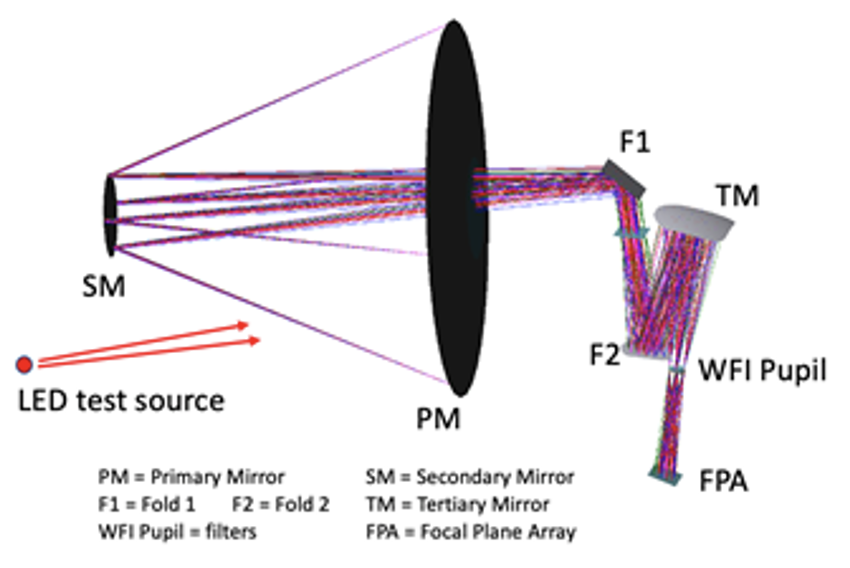 F1
TM
SM
F2
WFI Pupil
LED test source
PM
FPA
PM = Primary Mirror SM = Secondary Mirror
F1 = Fold 1 F2 = Fold 2 TM = Tertiary Mirror
WFI Pupil = filters FPA = Focal Plane Array